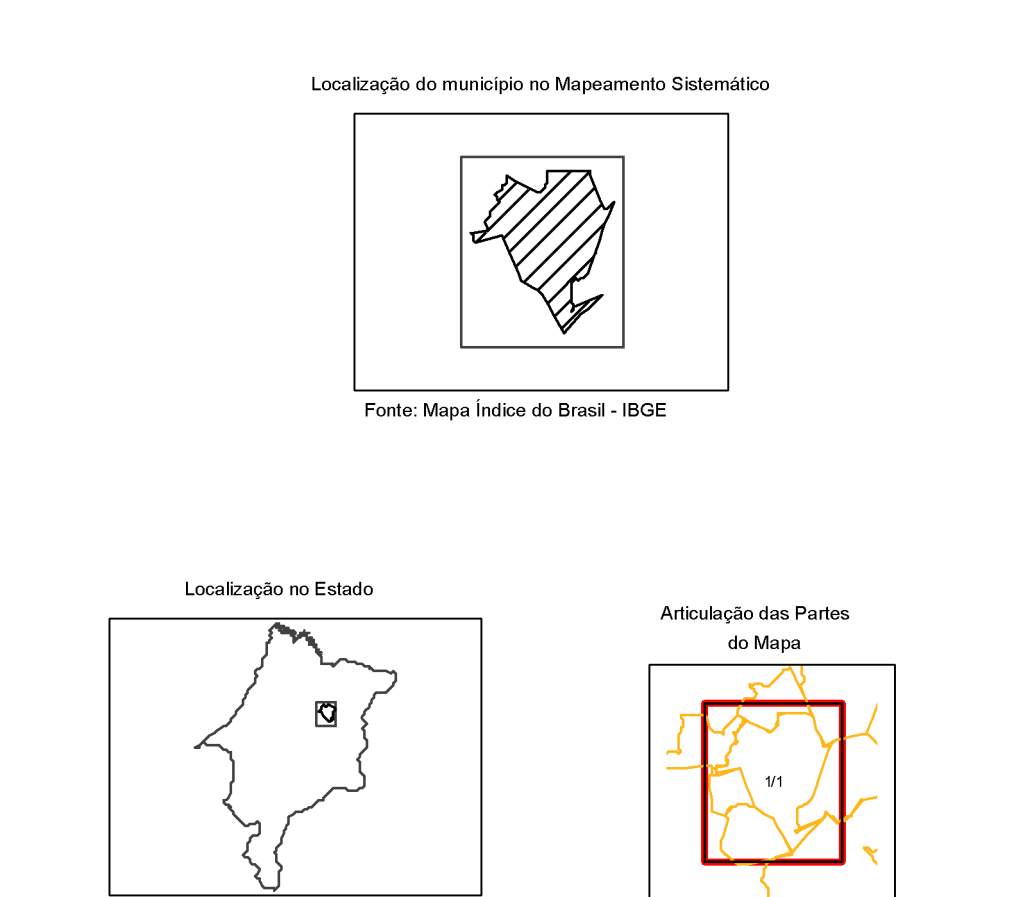 Localização do município no Mapeamento Sistemático
Fonte: Mapa Índice do Brasil - IBGE
Localização no Estado
Articulação das Partes
do Mapa
1/1